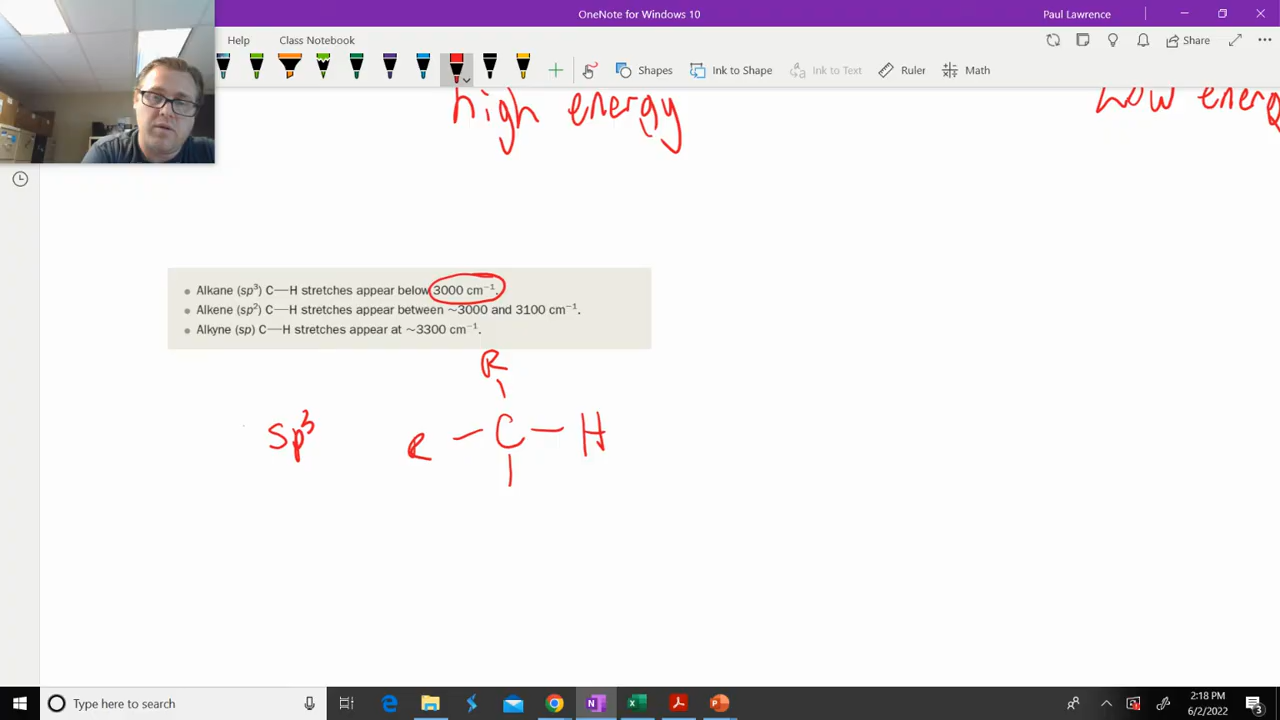 OneNote for Windows 10
Paul Lawrence
Help Class Notebook
Share
Shapes Ink to Shape Ink to Text Ruler Math
high energy
Alkane (sp³) C—H stretches appear below 3000 cm⁻¹.
Alkene (sp²) C—H stretches appear between ~3000 and 3100 cm⁻¹.
Alkyne (sp) C—H stretches appear at ~3300 cm⁻¹.
R
Sp³ R – C – H
Type here to search
2:18 PM
6/2/2022
3